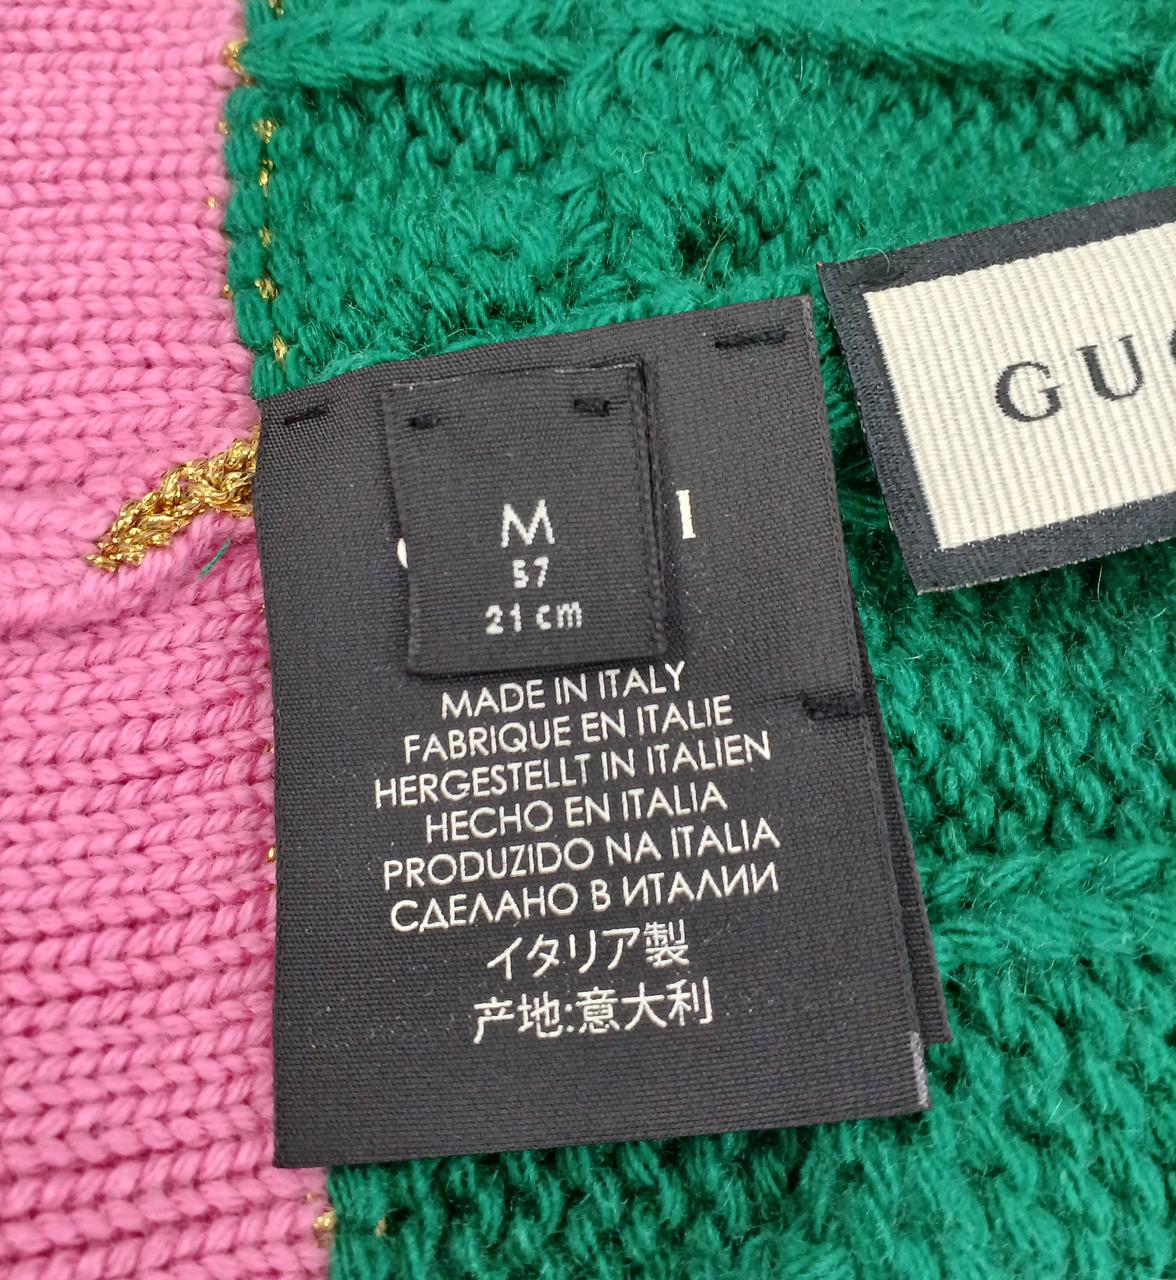 GU
I
M
57
21 cm
MADE IN ITALY
FABRIQUE EN ITALIE
HERGESTELLT IN ITALIEN
HECHO EN ITALIA
PRODUZIDO NA ITALIA
СДЕЛАНО В ИТАЛИИ
イタリア製
产地:意大利